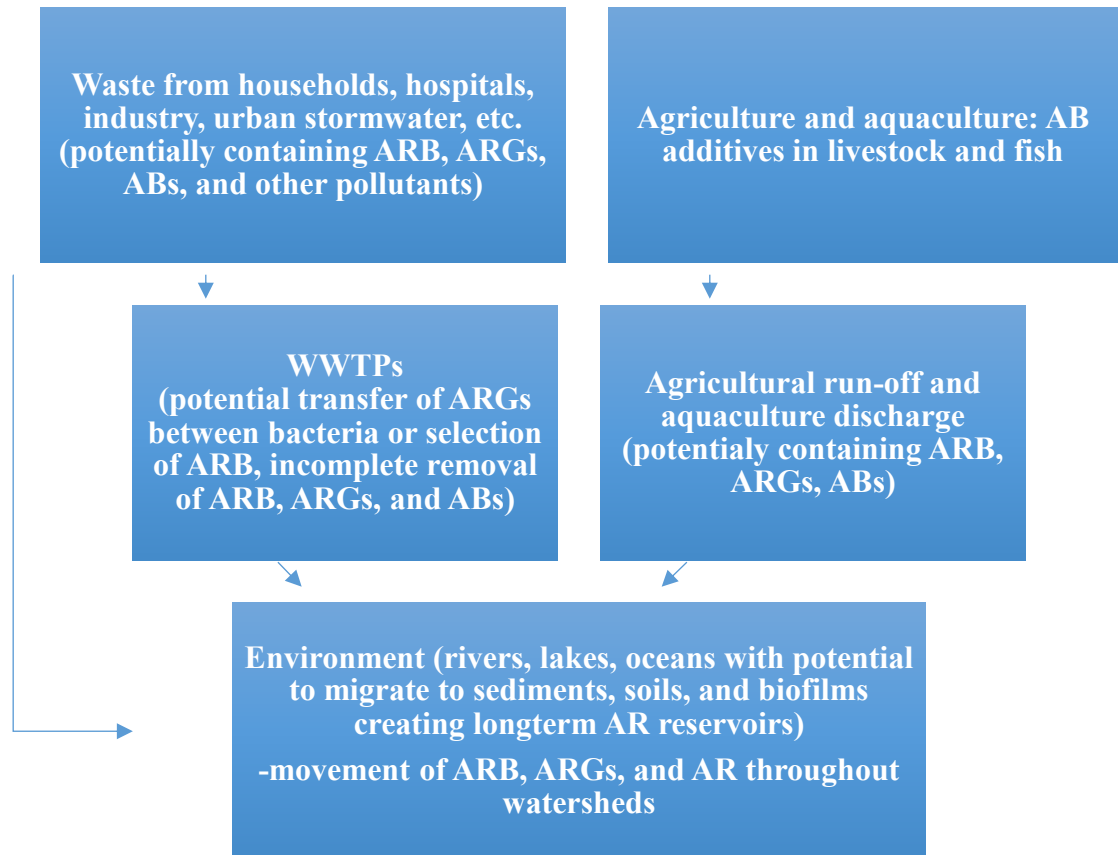 Waste from households, hospitals,
industry, urban stormwater, etc.
(potentially containing ARB, ARGs,
ABs, and other pollutants)
Agriculture and aquaculture: AB
additives in livestock and fish
WWTPs
(potential transfer of ARGs
between bacteria or selection
of ARB, incomplete removal
of ARB, ARGs, and ABs)
Agricultural run-off and
aquaculture discharge
(potentialy containing ARB,
ARGs, ABs)
Environment (rivers, lakes, oceans with potential
to migrate to sediments, soils, and biofilms
creating longterm AR reservoirs)
-movement of ARB, ARGs, and AR throughout
watersheds